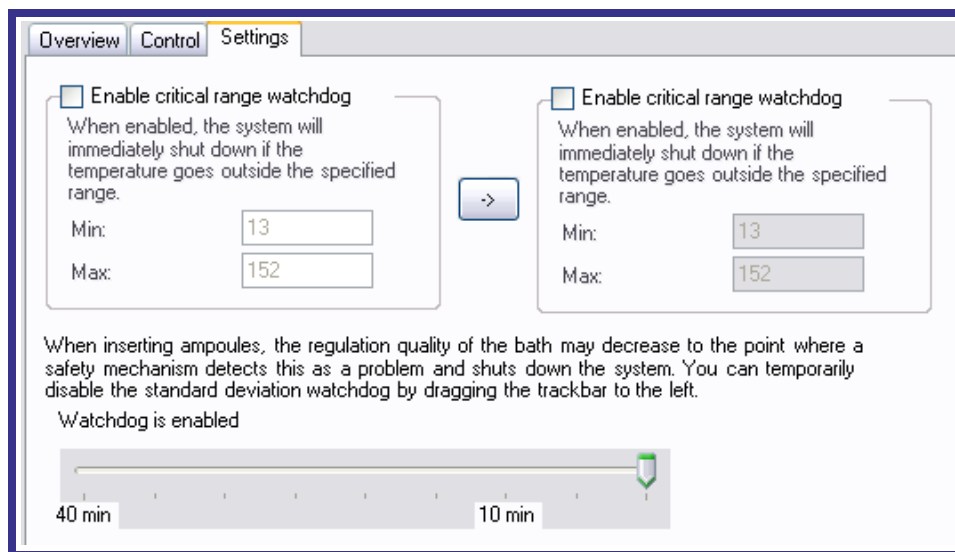 Overview Control Settings
Enable critical range watchdog
When enabled, the system will
immediately shut down if the
temperature goes outside the specified
range.
Min: 13
Max: 152
->
Enable critical range watchdog
When enabled, the system will
immediately shut down if the
temperature goes outside the specified
range.
Min: 13
Max: 152
When inserting ampoules, the regulation quality of the bath may decrease to the point where a
safety mechanism detects this as a problem and shuts down the system. You can temporarily
disable the standard deviation watchdog by dragging the trackbar to the left.
Watchdog is enabled
40 min 10 min